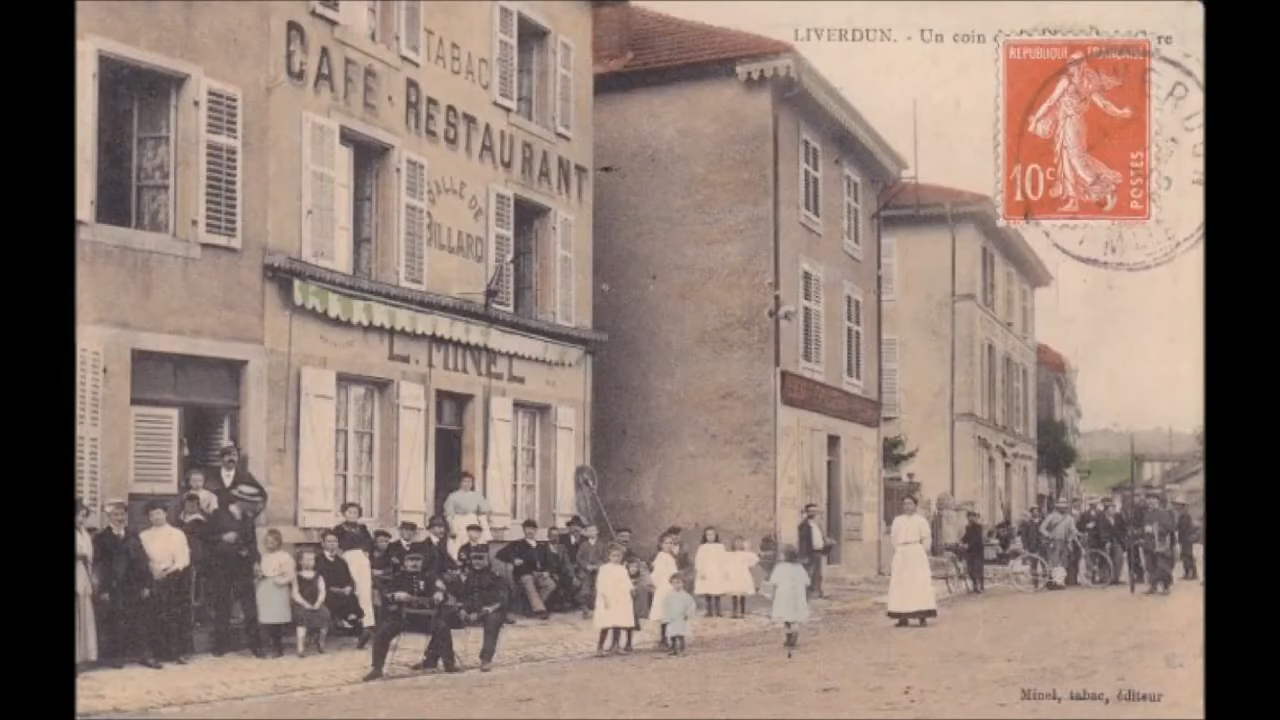 LIVERDUN. - Un coin
REPUBLIQUE FRANÇAISE
10c
POSTES
TABAC
CAFÉ · RESTAURANT
SALLE DE
BILLARD
L. MINEL
Minel, tabac, éditeur